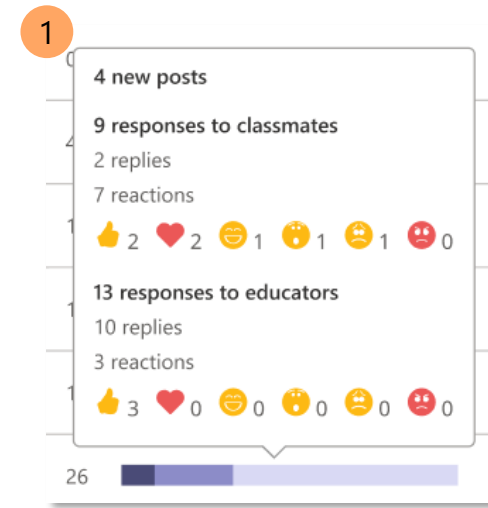 1
4 new posts
9 responses to classmates
2 replies
7 reactions
2 2 1 1 1 0
13 responses to educators
10 replies
3 reactions
3 0 0 0 0 0
26